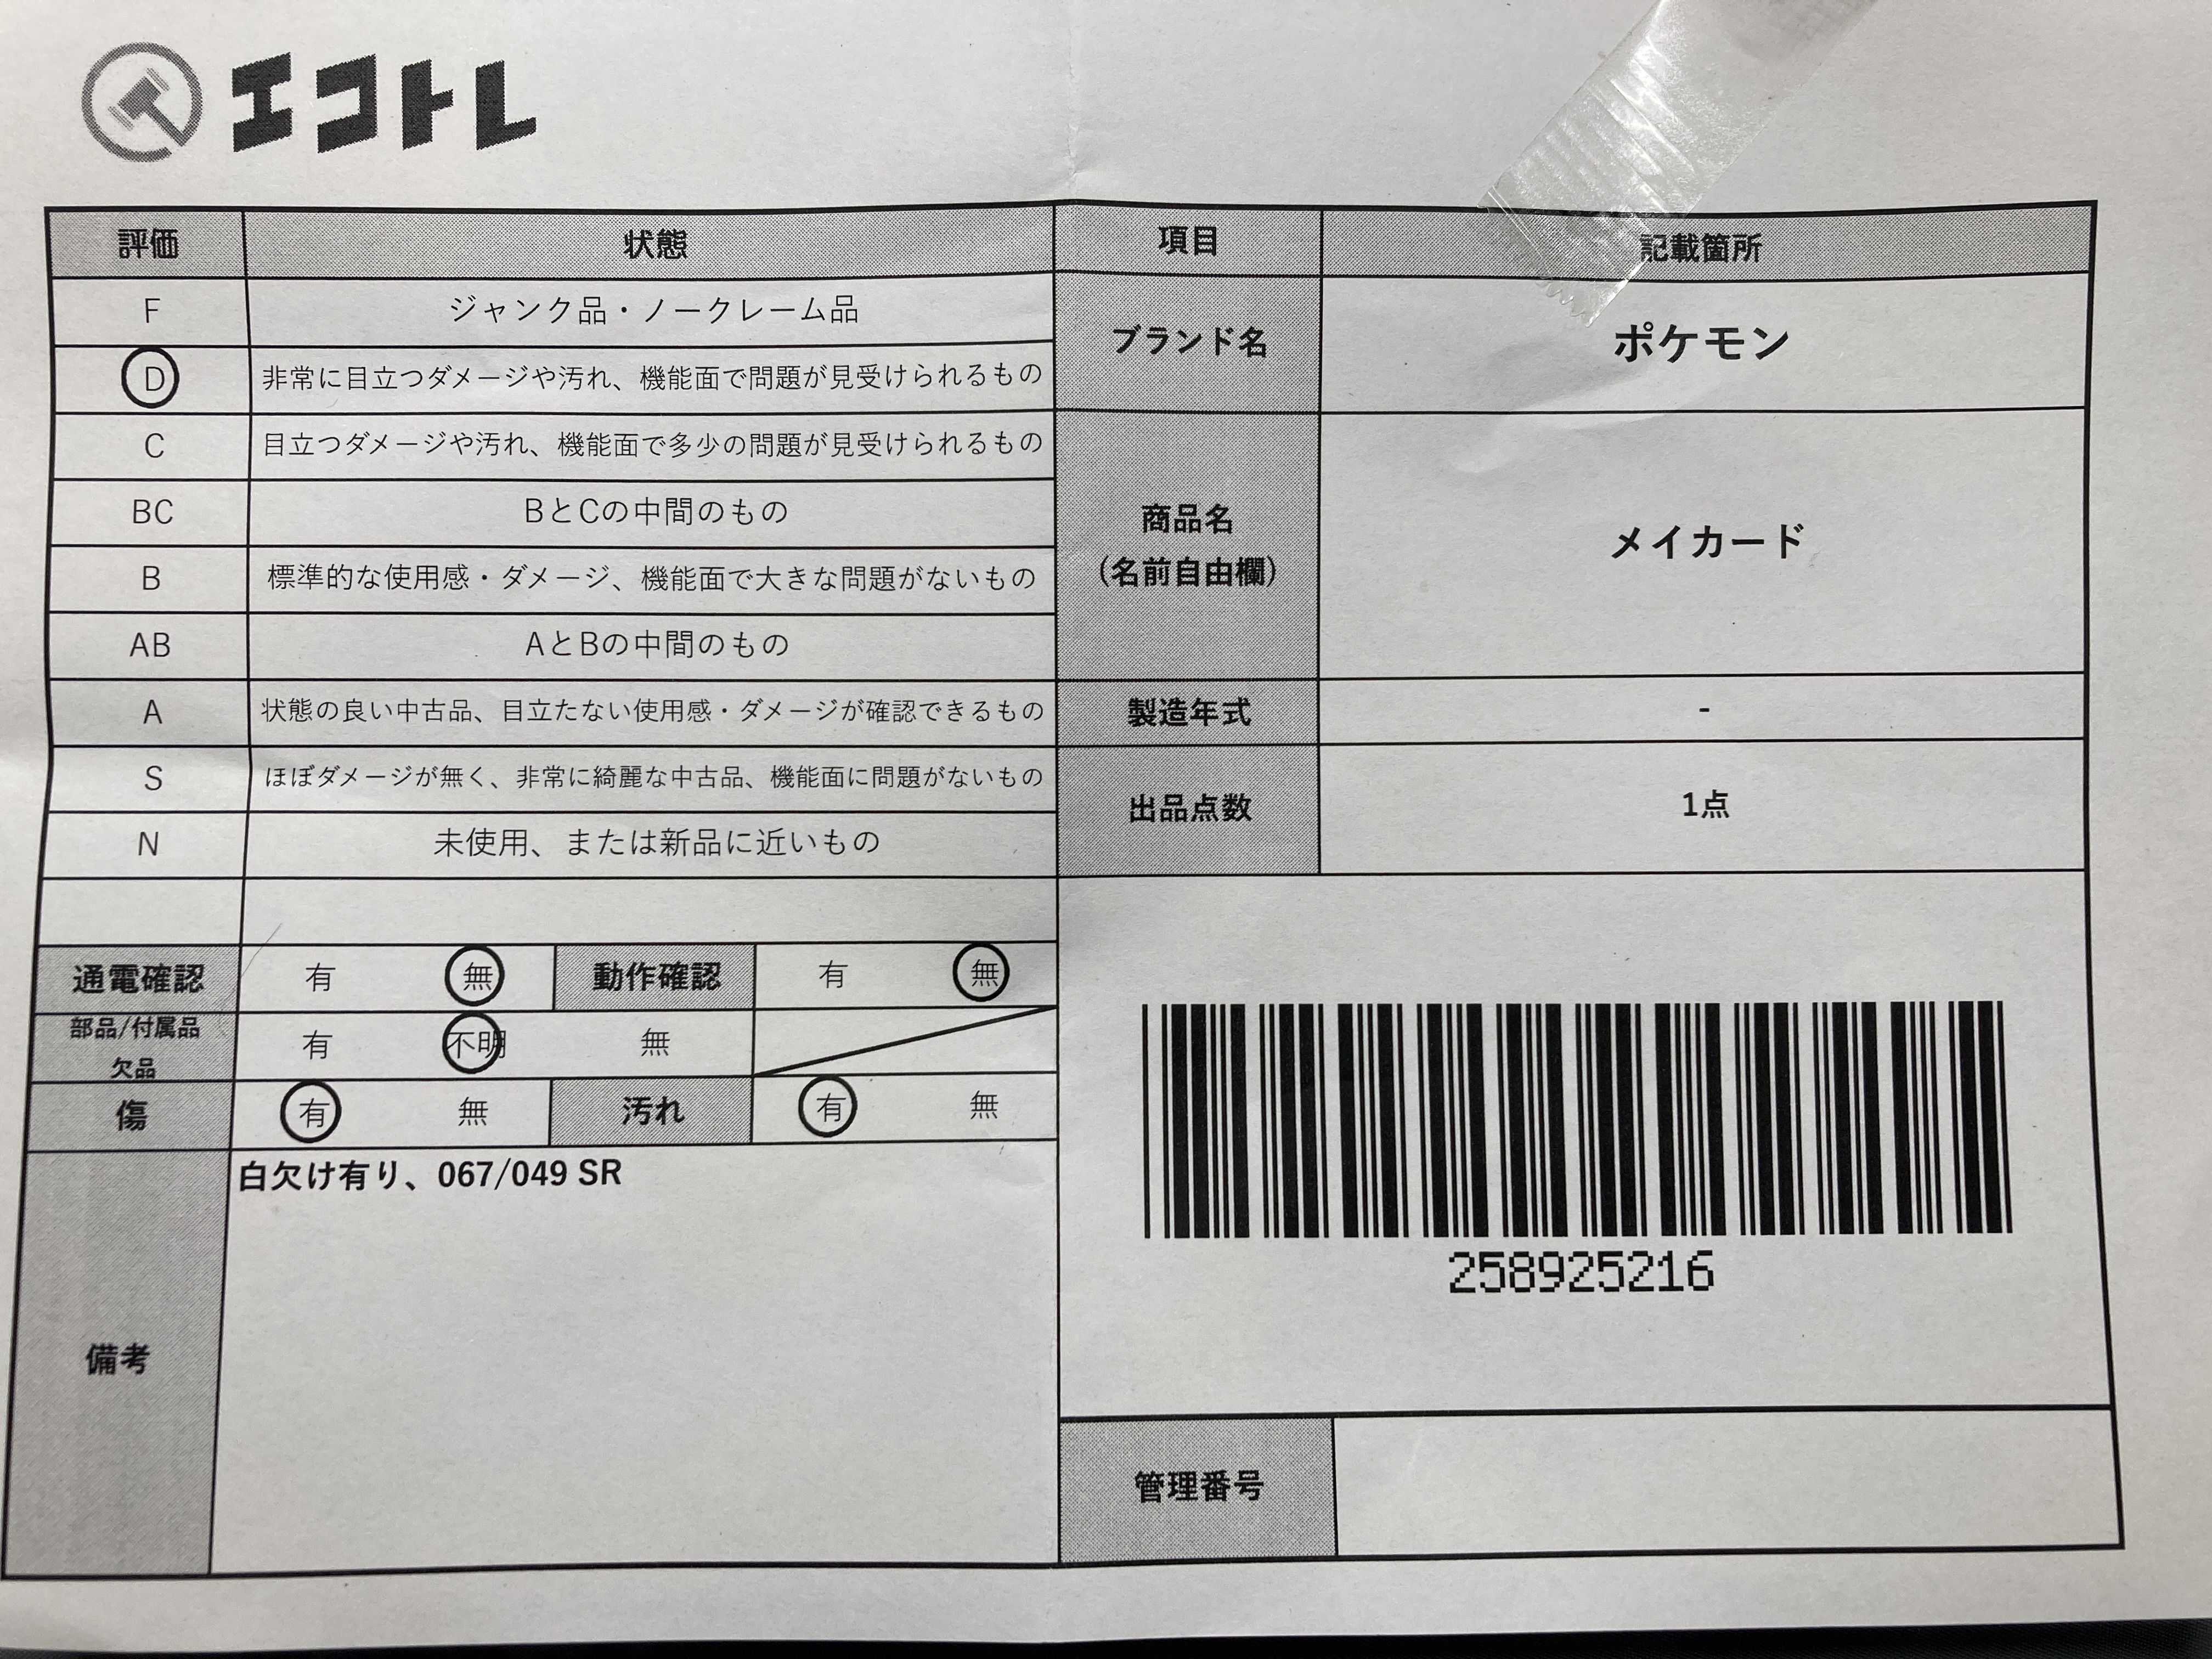 エコトレ
評価 状態
F ジャンク品・ノークレーム品
D 非常に目立つダメージや汚れ、機能面で問題が見受けられるもの
C 目立つダメージや汚れ、機能面で多少の問題が見受けられるもの
BC BとCの中間のもの
B 標準的な使用感・ダメージ、機能面で大きな問題がないもの
AB AとBの中間のもの
A 状態の良い中古品、目立たない使用感・ダメージが確認できるもの
S ほぼダメージが無く、非常に綺麗な中古品、機能面に問題がないもの
N 未使用、または新品に近いもの
通電確認 有 無 動作確認 有 無
部品/付属品
欠品 有 不明 無
傷 有 無 汚れ 有 無
備考 白欠け有り、067/049 SR
項目 記載箇所
ブランド名 ポケモン
商品名
(名前自由欄) メイカード
製造年式 -
出品点数 1点
258925216
管理番号